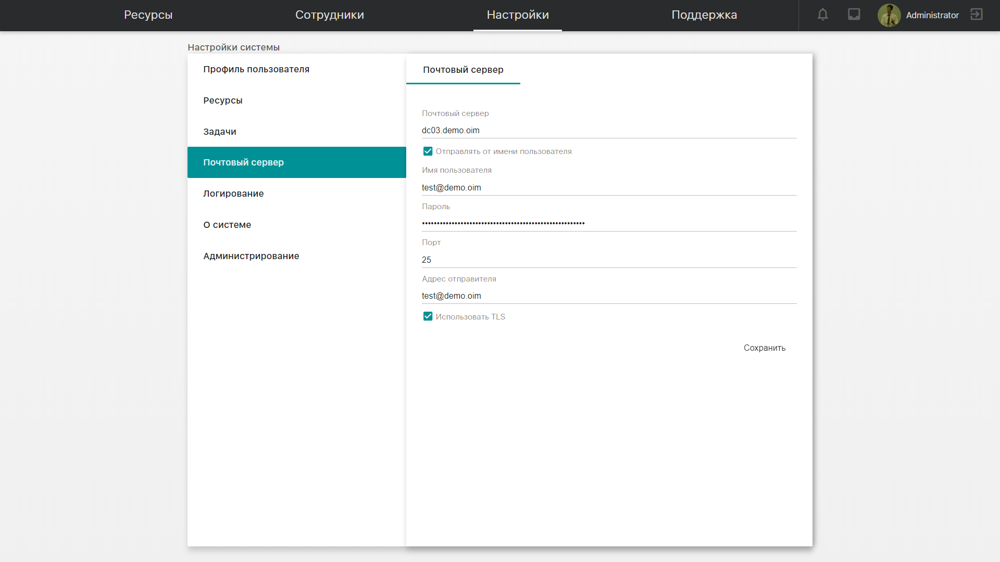 Ресурсы
Сотрудники
Настройки
Поддержка
Administrator
Настройки системы
Профиль пользователя
Ресурсы
Задачи
Почтовый сервер
Логирование
О системе
Администрирование
Почтовый сервер
Почтовый сервер
dc03.demo.oim
Отправлять от имени пользователя
Имя пользователя
test@demo.oim
Пароль
Порт
25
Адрес отправителя
test@demo.oim
Использовать TLS
Сохранить